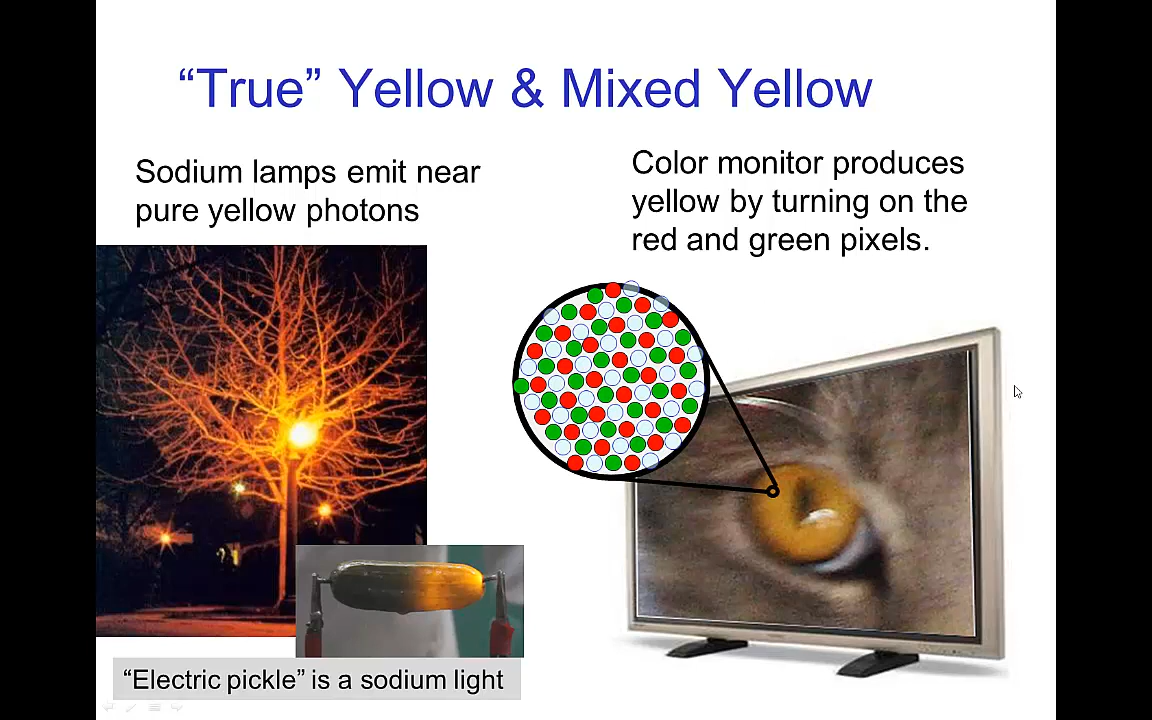 “True” Yellow & Mixed Yellow
Sodium lamps emit near
pure yellow photons
Color monitor produces
yellow by turning on the
red and green pixels.
“Electric pickle” is a sodium light